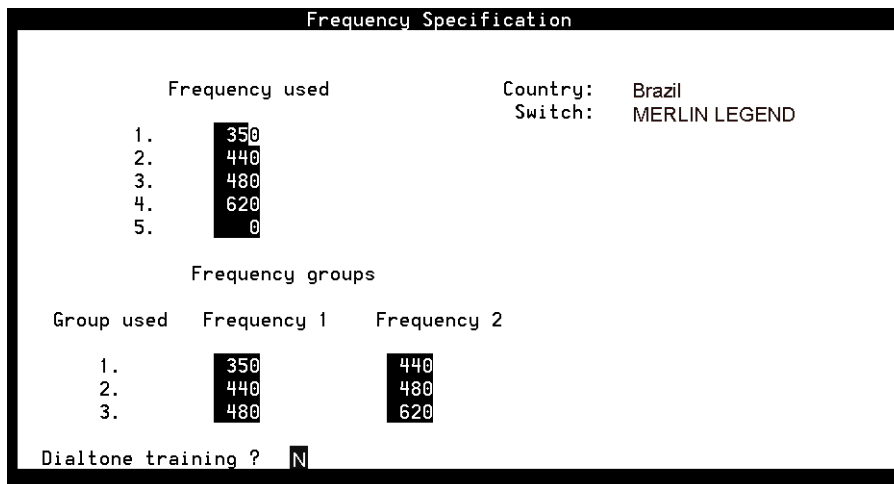 Frequency Specification
Frequency used Country: Brazil
Switch: MERLIN LEGEND
1. 350
2. 440
3. 480
4. 620
5. 0
Frequency groups
Group used Frequency 1 Frequency 2
1. 350 440
2. 440 480
3. 480 620
Dialtone training ? N